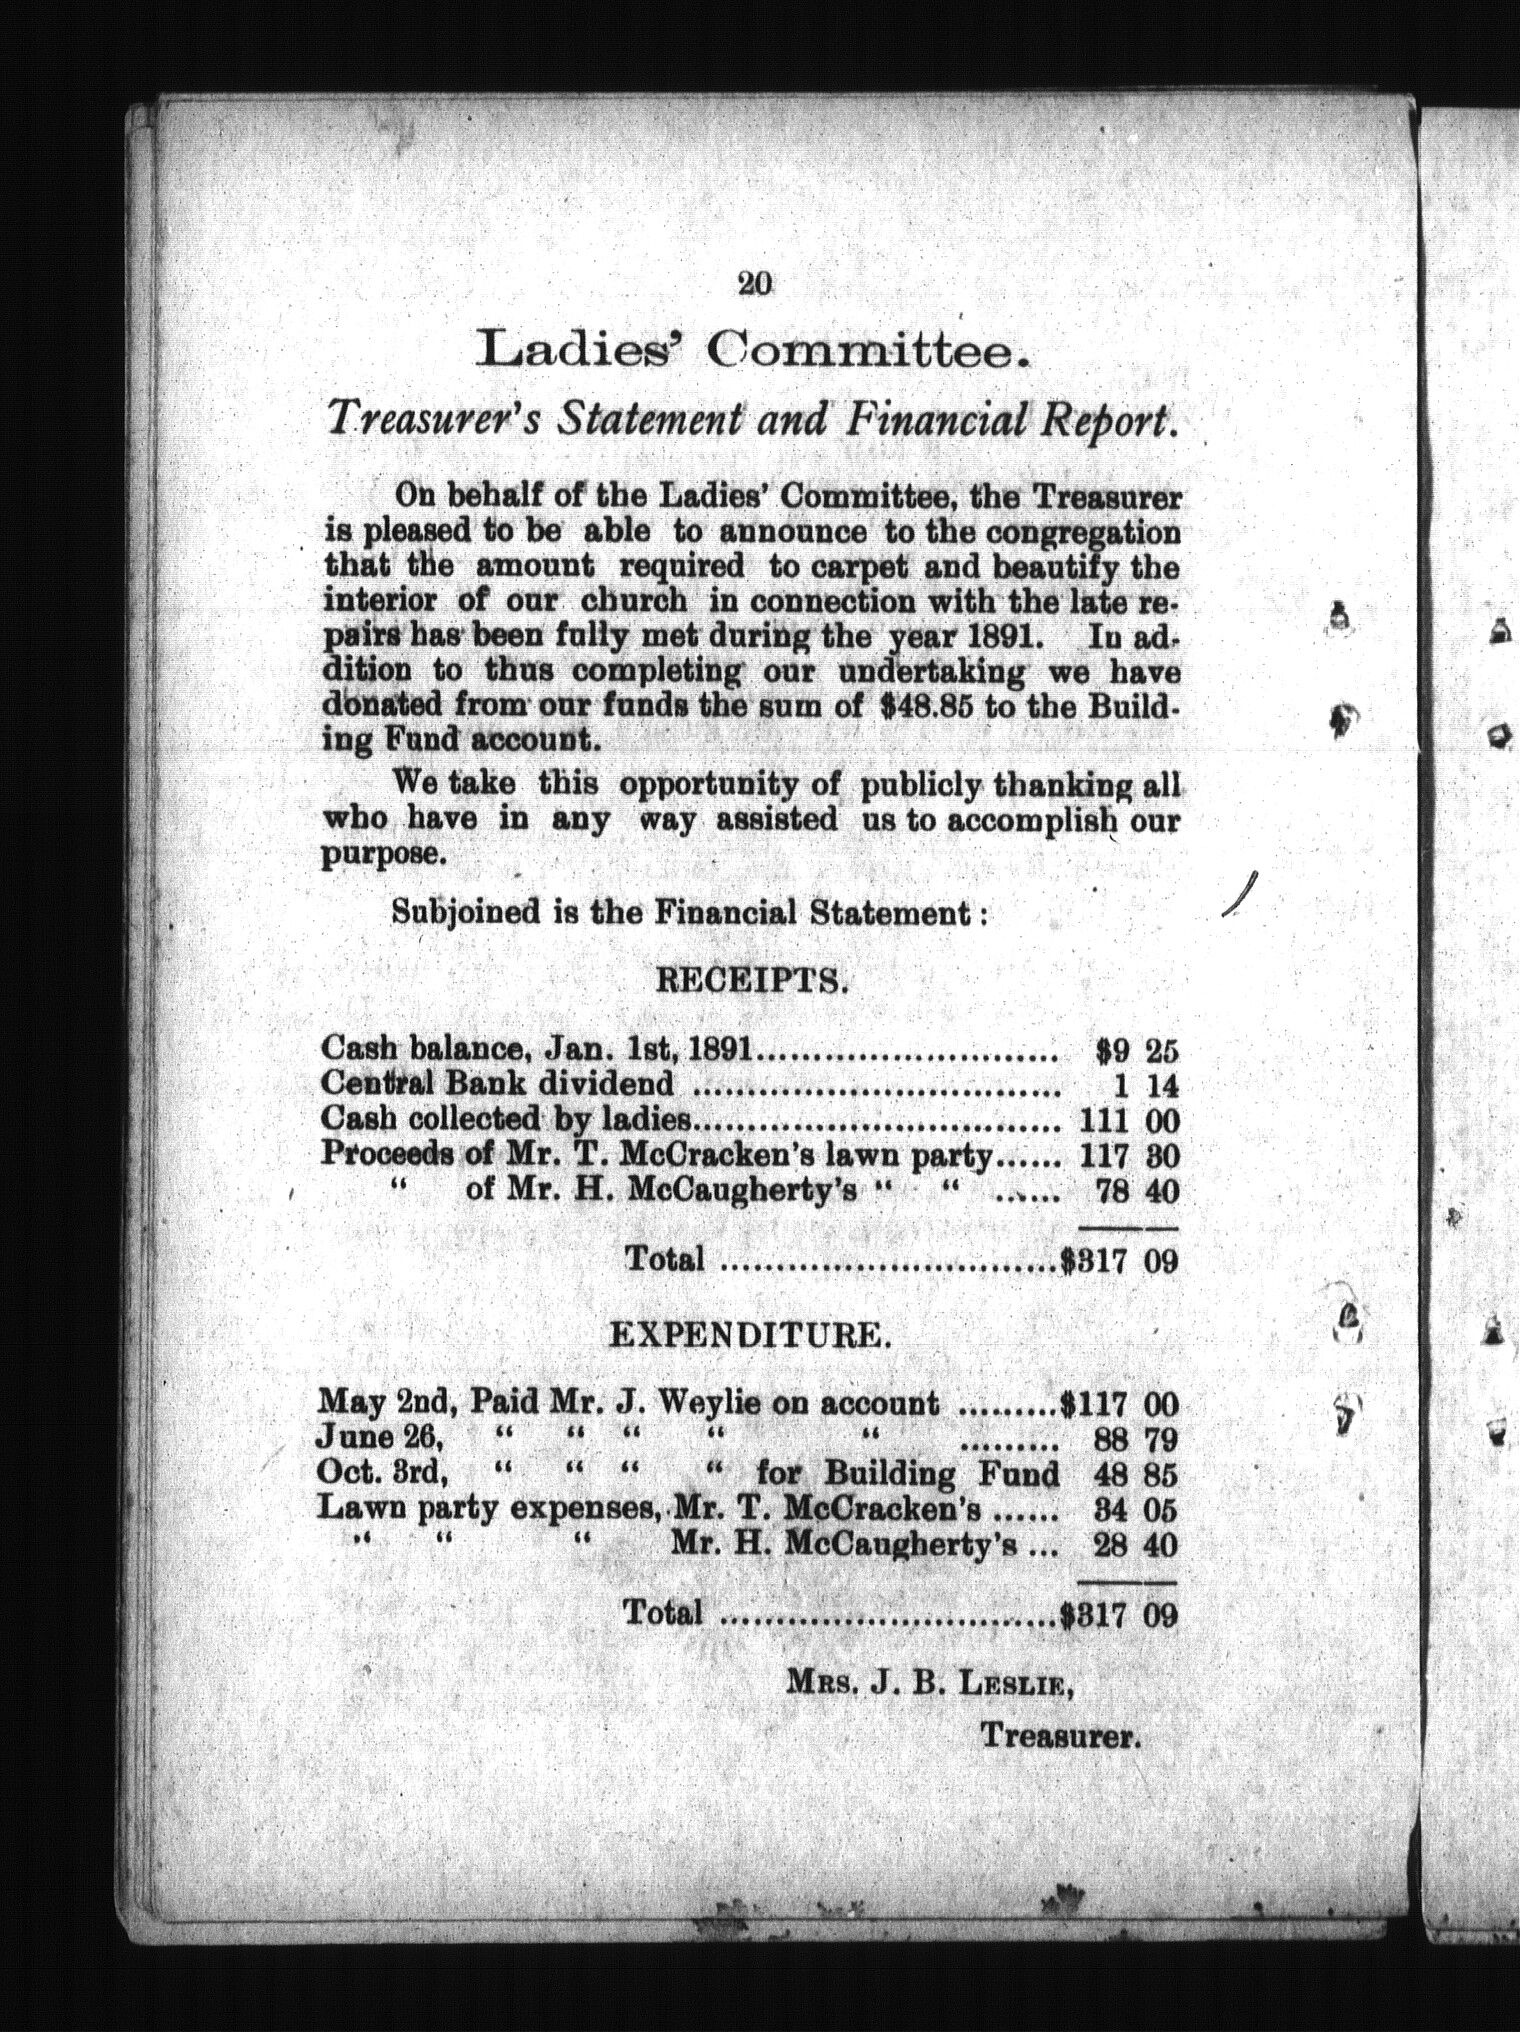 20
Ladies' Committee.
Treasurer's Statement and Financial Report.
On behalf of the Ladies' Committee, the Treasurer
is pleased to be able to announce to the congregation
that the amount required to carpet and beautify the
interior of our church in connection with the late re-
pairs has been fully met during the year 1891. In ad-
dition to thus completing our undertaking we have
donated from our funds the sum of $48.85 to the Build-
ing Fund account.
We take this opportunity of publicly thanking all
who have in any way assisted us to accomplish our
purpose.
Subjoined is the Financial Statement :
RECEIPTS.
Cash balance, Jan. 1st, 1891........................... $9 25
Central Bank dividend ................................. 1 14
Cash collected by ladies................................. 111 00
Proceeds of Mr. T. McCracken's lawn party...... 117 30
“ of Mr. H. McCaugherty's “ “ ...... 78 40
Total ..............................$317 09
EXPENDITURE.
May 2nd, Paid Mr. J. Weylie on account .........$117 00
June 26, “ “ “ “ “ ......... 88 79
Oct. 3rd, “ “ “ “ for Building Fund 48 85
Lawn party expenses, Mr. T. McCracken's ...... 34 05
“ “ “ Mr. H. McCaugherty's ... 28 40
Total ..............................$317 09
MRS. J. B. LESLIE,
Treasurer.